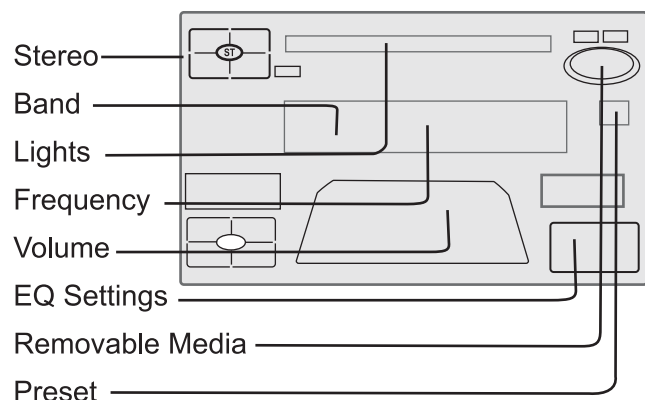 ST
Stereo
Band
Lights
Frequency
Volume
EQ Settings
Removable Media
Preset